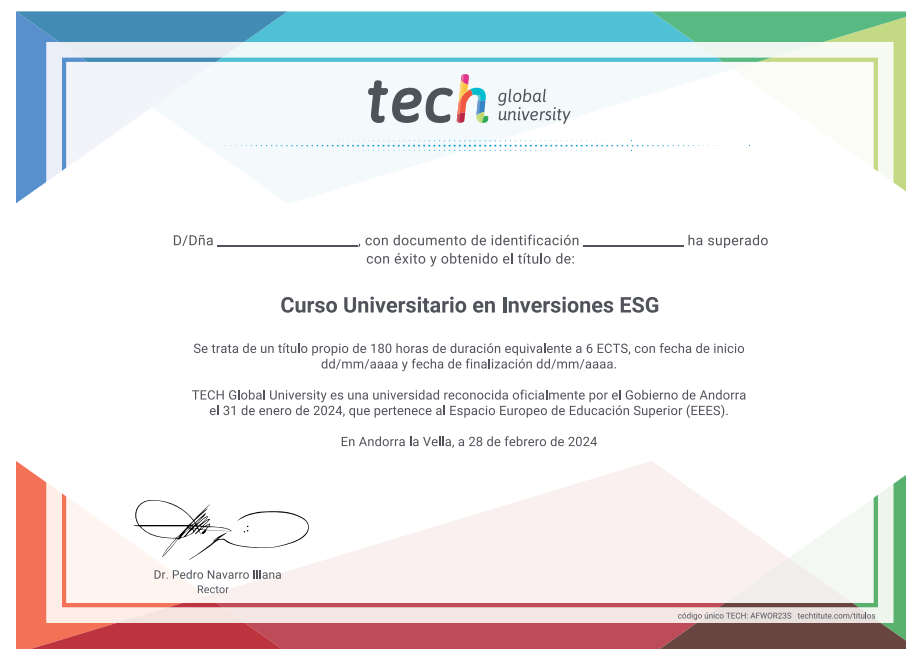 tech global
university
D/Dña ______________, con documento de identificación __________ ha superado
con éxito y obtenido el título de:
Curso Universitario en Inversiones ESG
Se trata de un título propio de 180 horas de duración equivalente a 6 ECTS, con fecha de inicio
dd/mm/aaaa y fecha de finalización dd/mm/aaaa.
TECH Global University es una universidad reconocida oficialmente por el Gobierno de Andorra
el 31 de enero de 2024, que pertenece al Espacio Europeo de Educación Superior (EEES).
En Andorra la Vella, a 28 de febrero de 2024
Dr. Pedro Navarro Illana
Rector
código único TECH: AFWOR23S techtitute.com/titulos